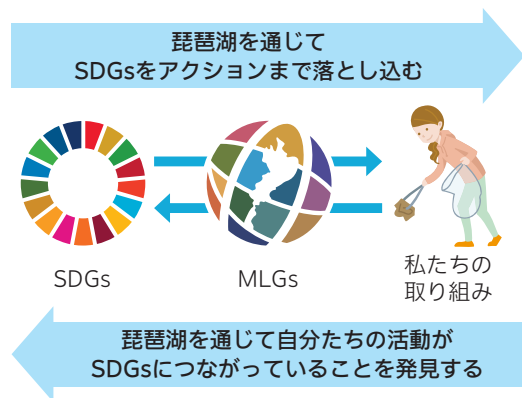 琵琶湖を通じて
SDGsをアクションまで落とし込む
SDGs
MLGs
私たちの
取り組み
琵琶湖を通じて自分たちの活動が
SDGsにつながっていることを発見する